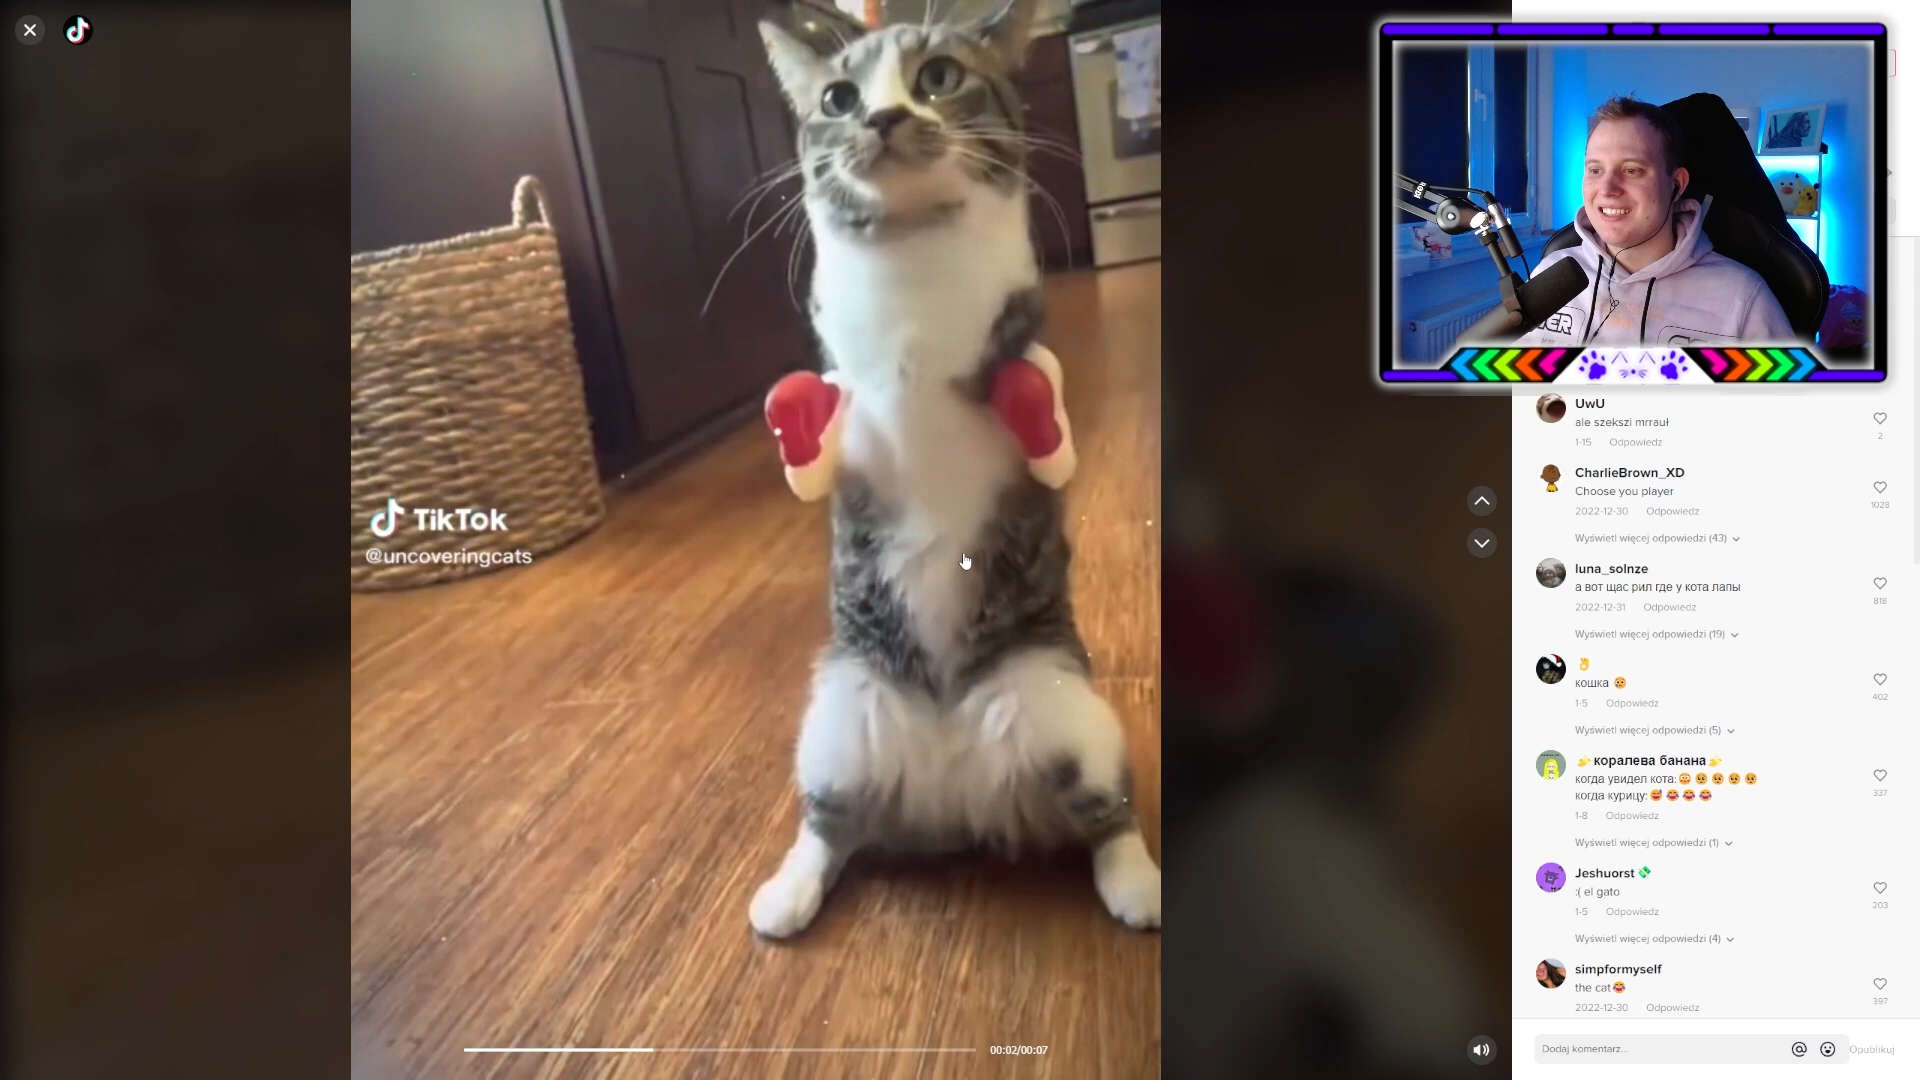 TikTok
@uncoveringcats
00:02/00:07
UwU
ale szekszi mrrauł
1-15 Odpowiedz
2
CharlieBrown_XD
Choose you player
2022-12-30 Odpowiedz
1028
Wyświetl więcej odpowiedzi (43)
luna_solnze
а вот щас рил где у кота лапы
2022-12-31 Odpowiedz
818
Wyświetl więcej odpowiedzi (19)
👌
кошка 😫
1-5 Odpowiedz
402
Wyświetl więcej odpowiedzi (5)
коралева банана
когда увидел кота:
когда курицу:
1-8 Odpowiedz
337
Wyświetl więcej odpowiedzi (1)
Jeshuorst 💸
:( el gato
1-5 Odpowiedz
203
Wyświetl więcej odpowiedzi (4)
simpformyself
the cat😂
2022-12-30 Odpowiedz
397
Dodaj komentarz...
Opublikuj